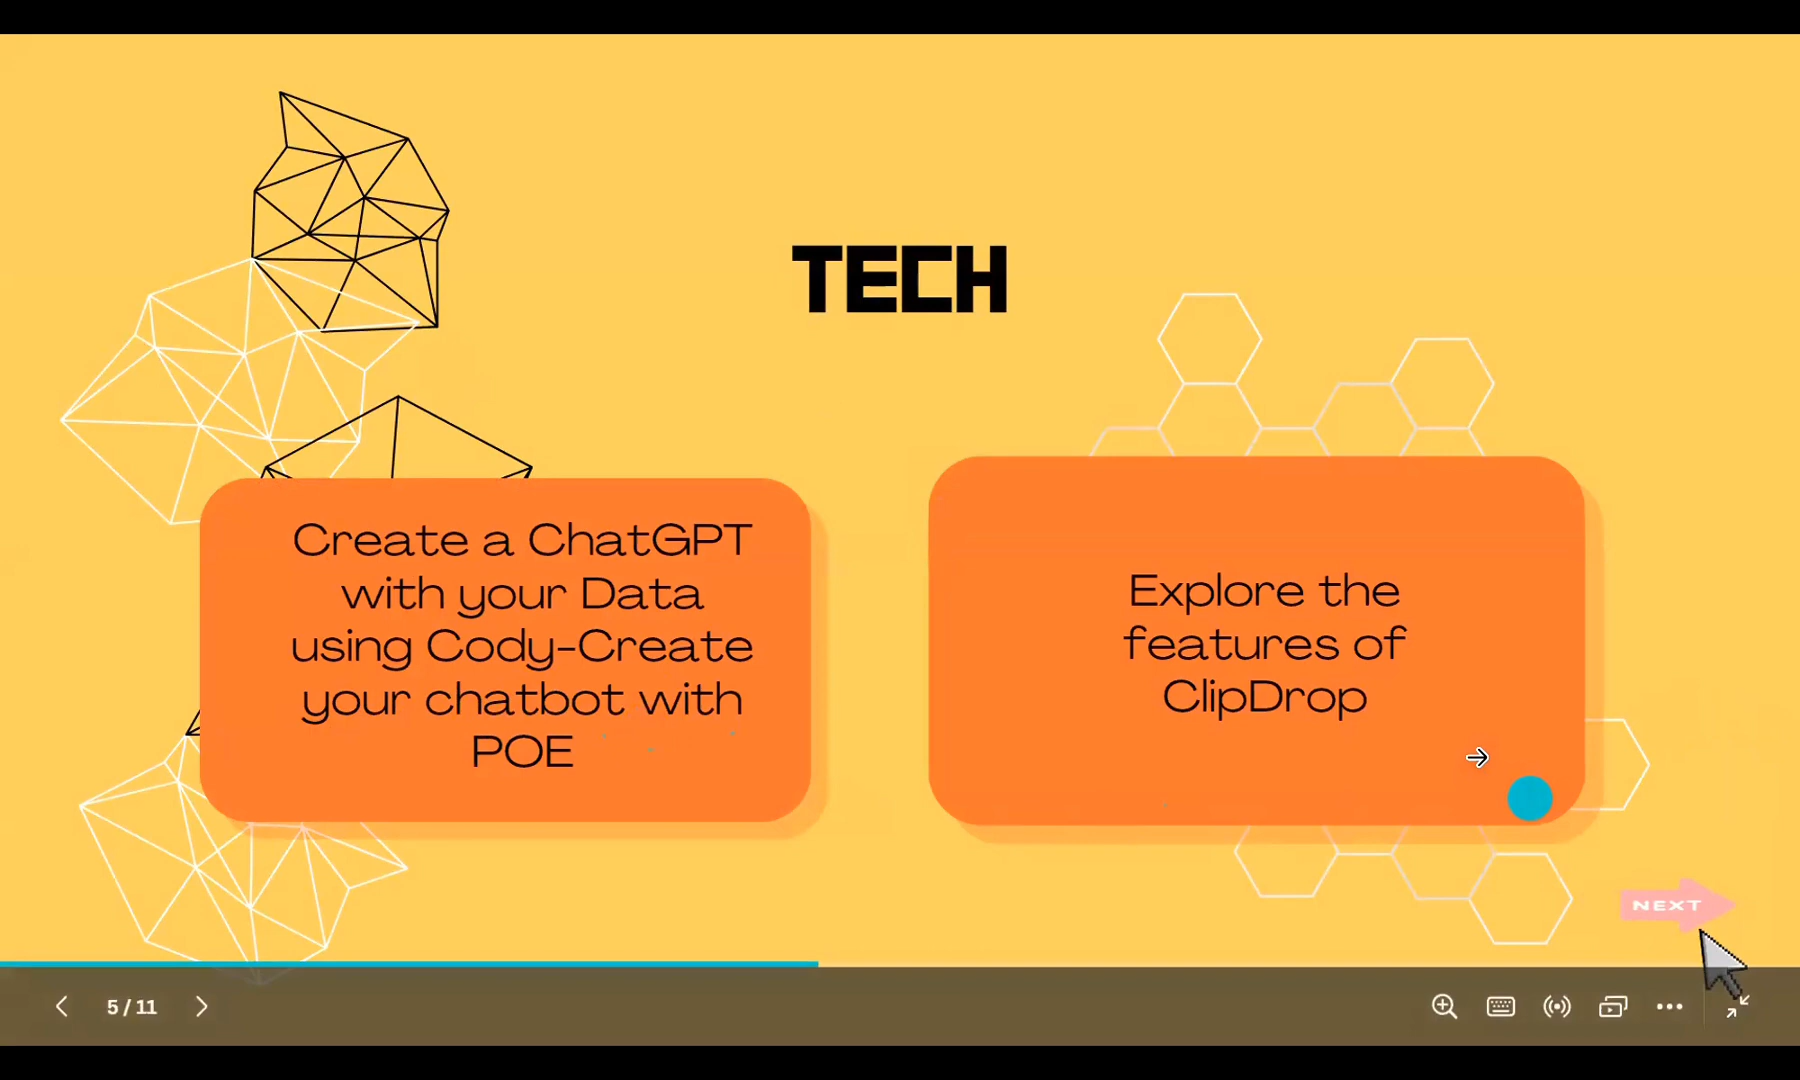 TECH
Create a ChatGPT
with your Data
using Cody-Create
your chatbot with
POE
Explore the
features of
ClipDrop
NEXT
5 / 11